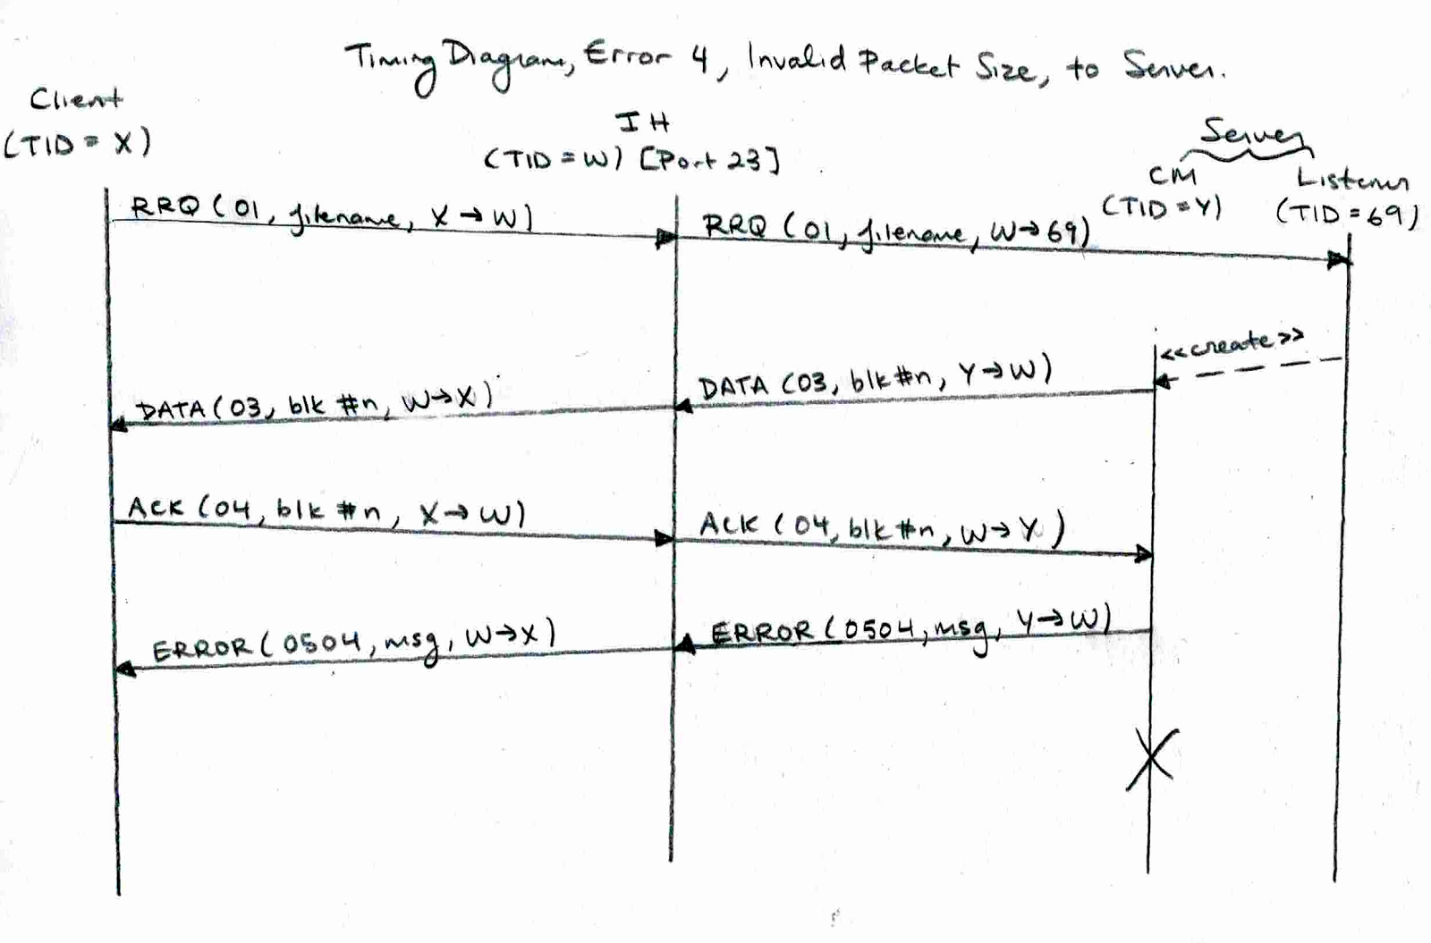 Timing Diagram, Error 4, Invalid Packet Size, to Server.
Client
(TID = X)
IH
(TID = W) [Port 23]
Server
CM
(TID = Y)
Listener
(TID = 69)
RRQ (01, filename, X → W)
RRQ (01, filename, W → 69)
<<create>>
DATA (03, blk #n, Y → W)
DATA (03, blk #n, W → X)
ACK (04, blk #n, X → W)
ACK (04, blk #n, W → Y)
ERROR (0504, msg, Y → W)
ERROR (0504, msg, W → X)